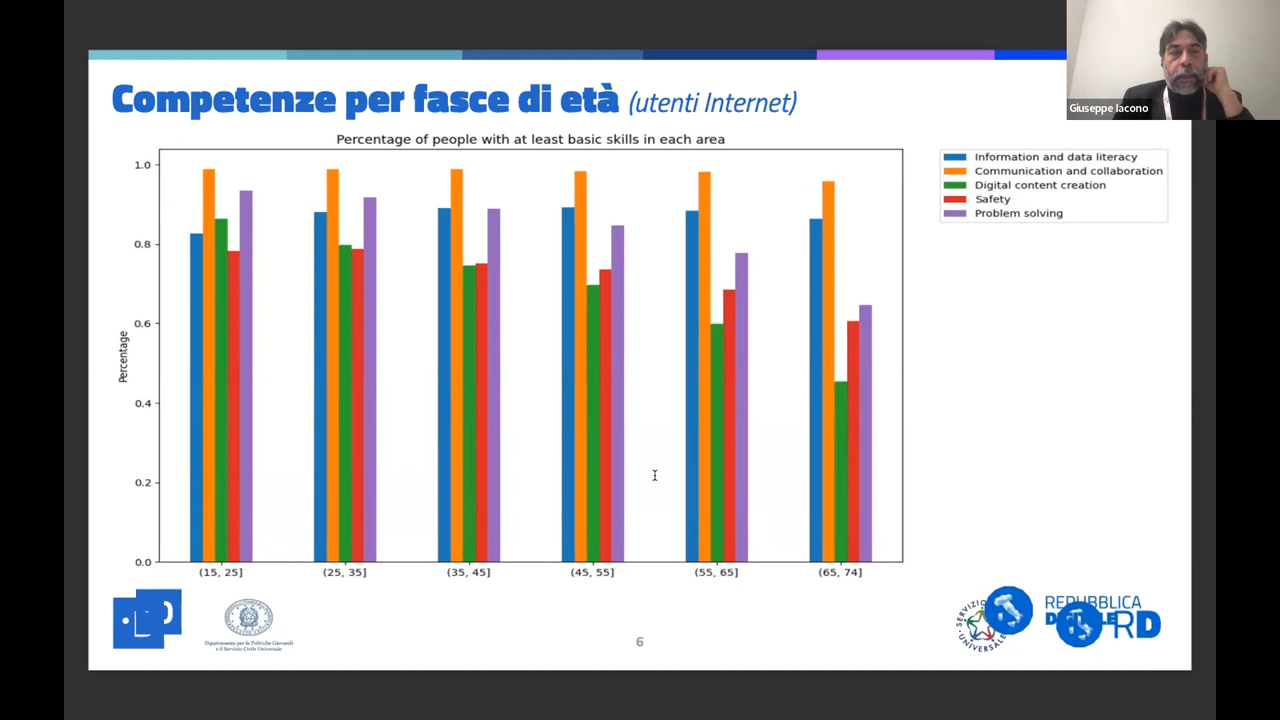 Giuseppe Iacono
Competenze per fasce di età (utenti Internet)
Percentage of people with at least basic skills in each area
Information and data literacy
Communication and collaboration
Digital content creation
Safety
Problem solving
Percentage
1.0
0.8
0.6
0.4
0.2
0.0
(15, 25]
(25, 35]
(35, 45]
(45, 55]
(55, 65]
(65, 74]
Dipartimento per le Politiche Giovanili
e il Servizio Civile Universale
6
REPUBBLICA
RD